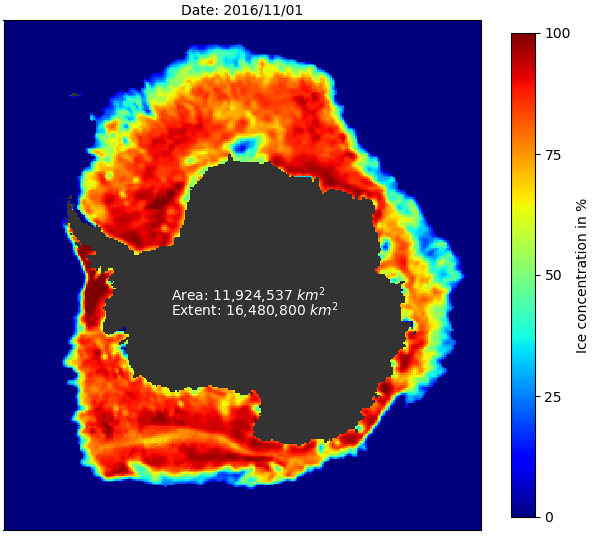 Date: 2016/11/01
100
75
50
25
0
Ice concentration in %
Area: 11,924,537 km²
Extent: 16,480,800 km²